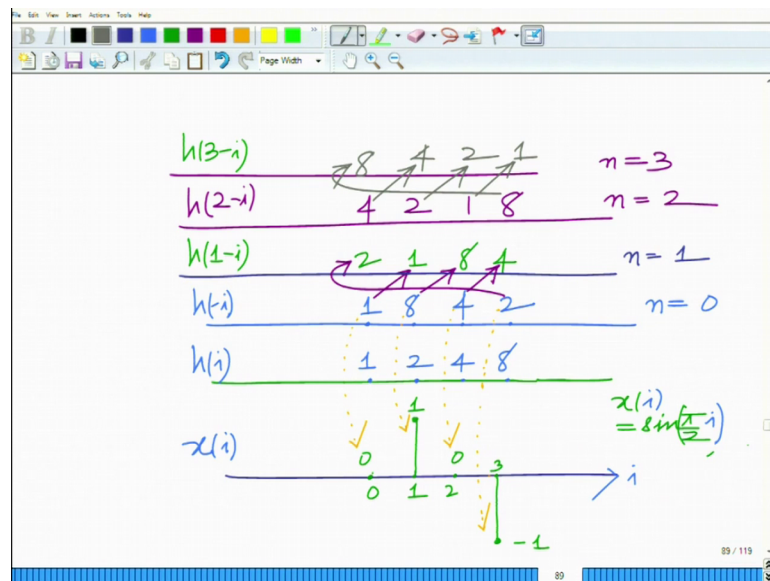 File Edit View Insert Actions Tools Help
B I
Page Width
h(3-i) 8 4 2 1 n=3
h(2-i) 4 2 1 8 n=2
h(1-i) 2 1 8 4 n=1
h(-i) 1 8 4 2 n=0
h(i) 1 2 4 8
1
x(i)
=sin(π/2 i)
x(i) 0 0 3 i
0 1 2
-1
89 / 119
89